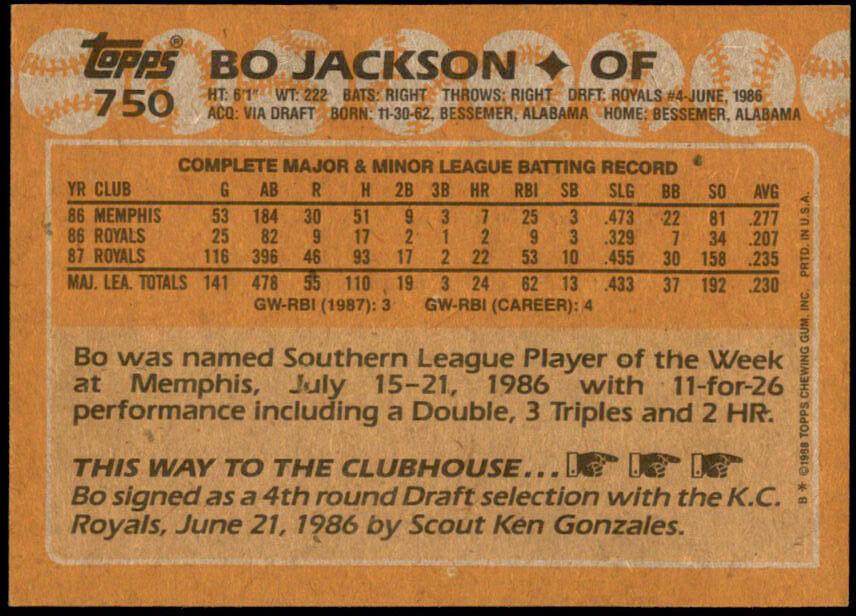 Topps® BO JACKSON ✦ OF
750 HT: 6'1" WT: 222 BATS: RIGHT THROWS: RIGHT DRFT: ROYALS #4-JUNE, 1986
ACQ: VIA DRAFT BORN: 11-30-62, BESSEMER, ALABAMA HOME: BESSEMER, ALABAMA
COMPLETE MAJOR & MINOR LEAGUE BATTING RECORD
YR CLUB G AB R H 2B 3B HR RBI SB SLG BB SO AVG
86 MEMPHIS 53 184 30 51 9 3 7 25 3 .473 22 81 .277
86 ROYALS 25 82 9 17 2 1 2 9 3 .329 7 34 .207
87 ROYALS 116 396 46 93 17 2 22 53 10 .455 30 158 .235
MAJ. LEA. TOTALS 141 478 55 110 19 3 24 62 13 .433 37 192 .230
GW-RBI (1987): 3 GW-RBI (CAREER): 4
Bo was named Southern League Player of the Week
at Memphis, July 15-21, 1986 with 11-for-26
performance including a Double, 3 Triples and 2 HR.
THIS WAY TO THE CLUBHOUSE...
Bo signed as a 4th round Draft selection with the K.C.
Royals, June 21, 1986 by Scout Ken Gonzales.
B * ©1988 TOPPS CHEWING GUM, INC. PRTD. IN U.S.A.